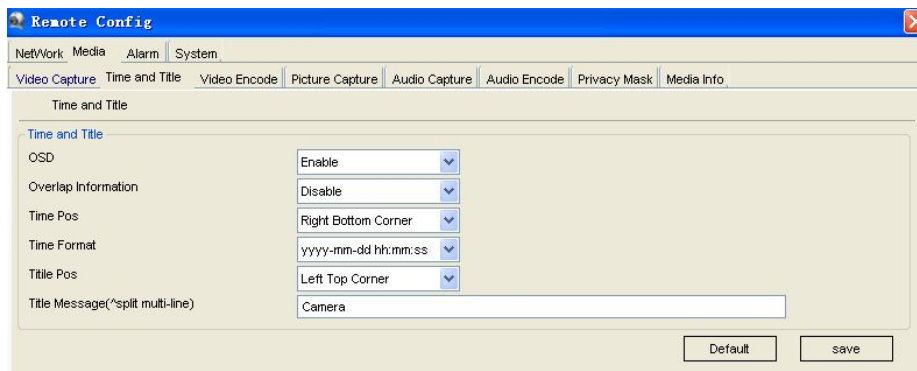 Remote Config
NetWork Media Alarm System
Video Capture Time and Title Video Encode Picture Capture Audio Capture Audio Encode Privacy Mask Media Info
Time and Title
Time and Title
OSD Enable
Overlap Information Disable
Time Pos Right Bottom Corner
Time Format yyyy-mm-dd hh:mm:ss
Titile Pos Left Top Corner
Title Message(^split multi-line) Camera
Default save